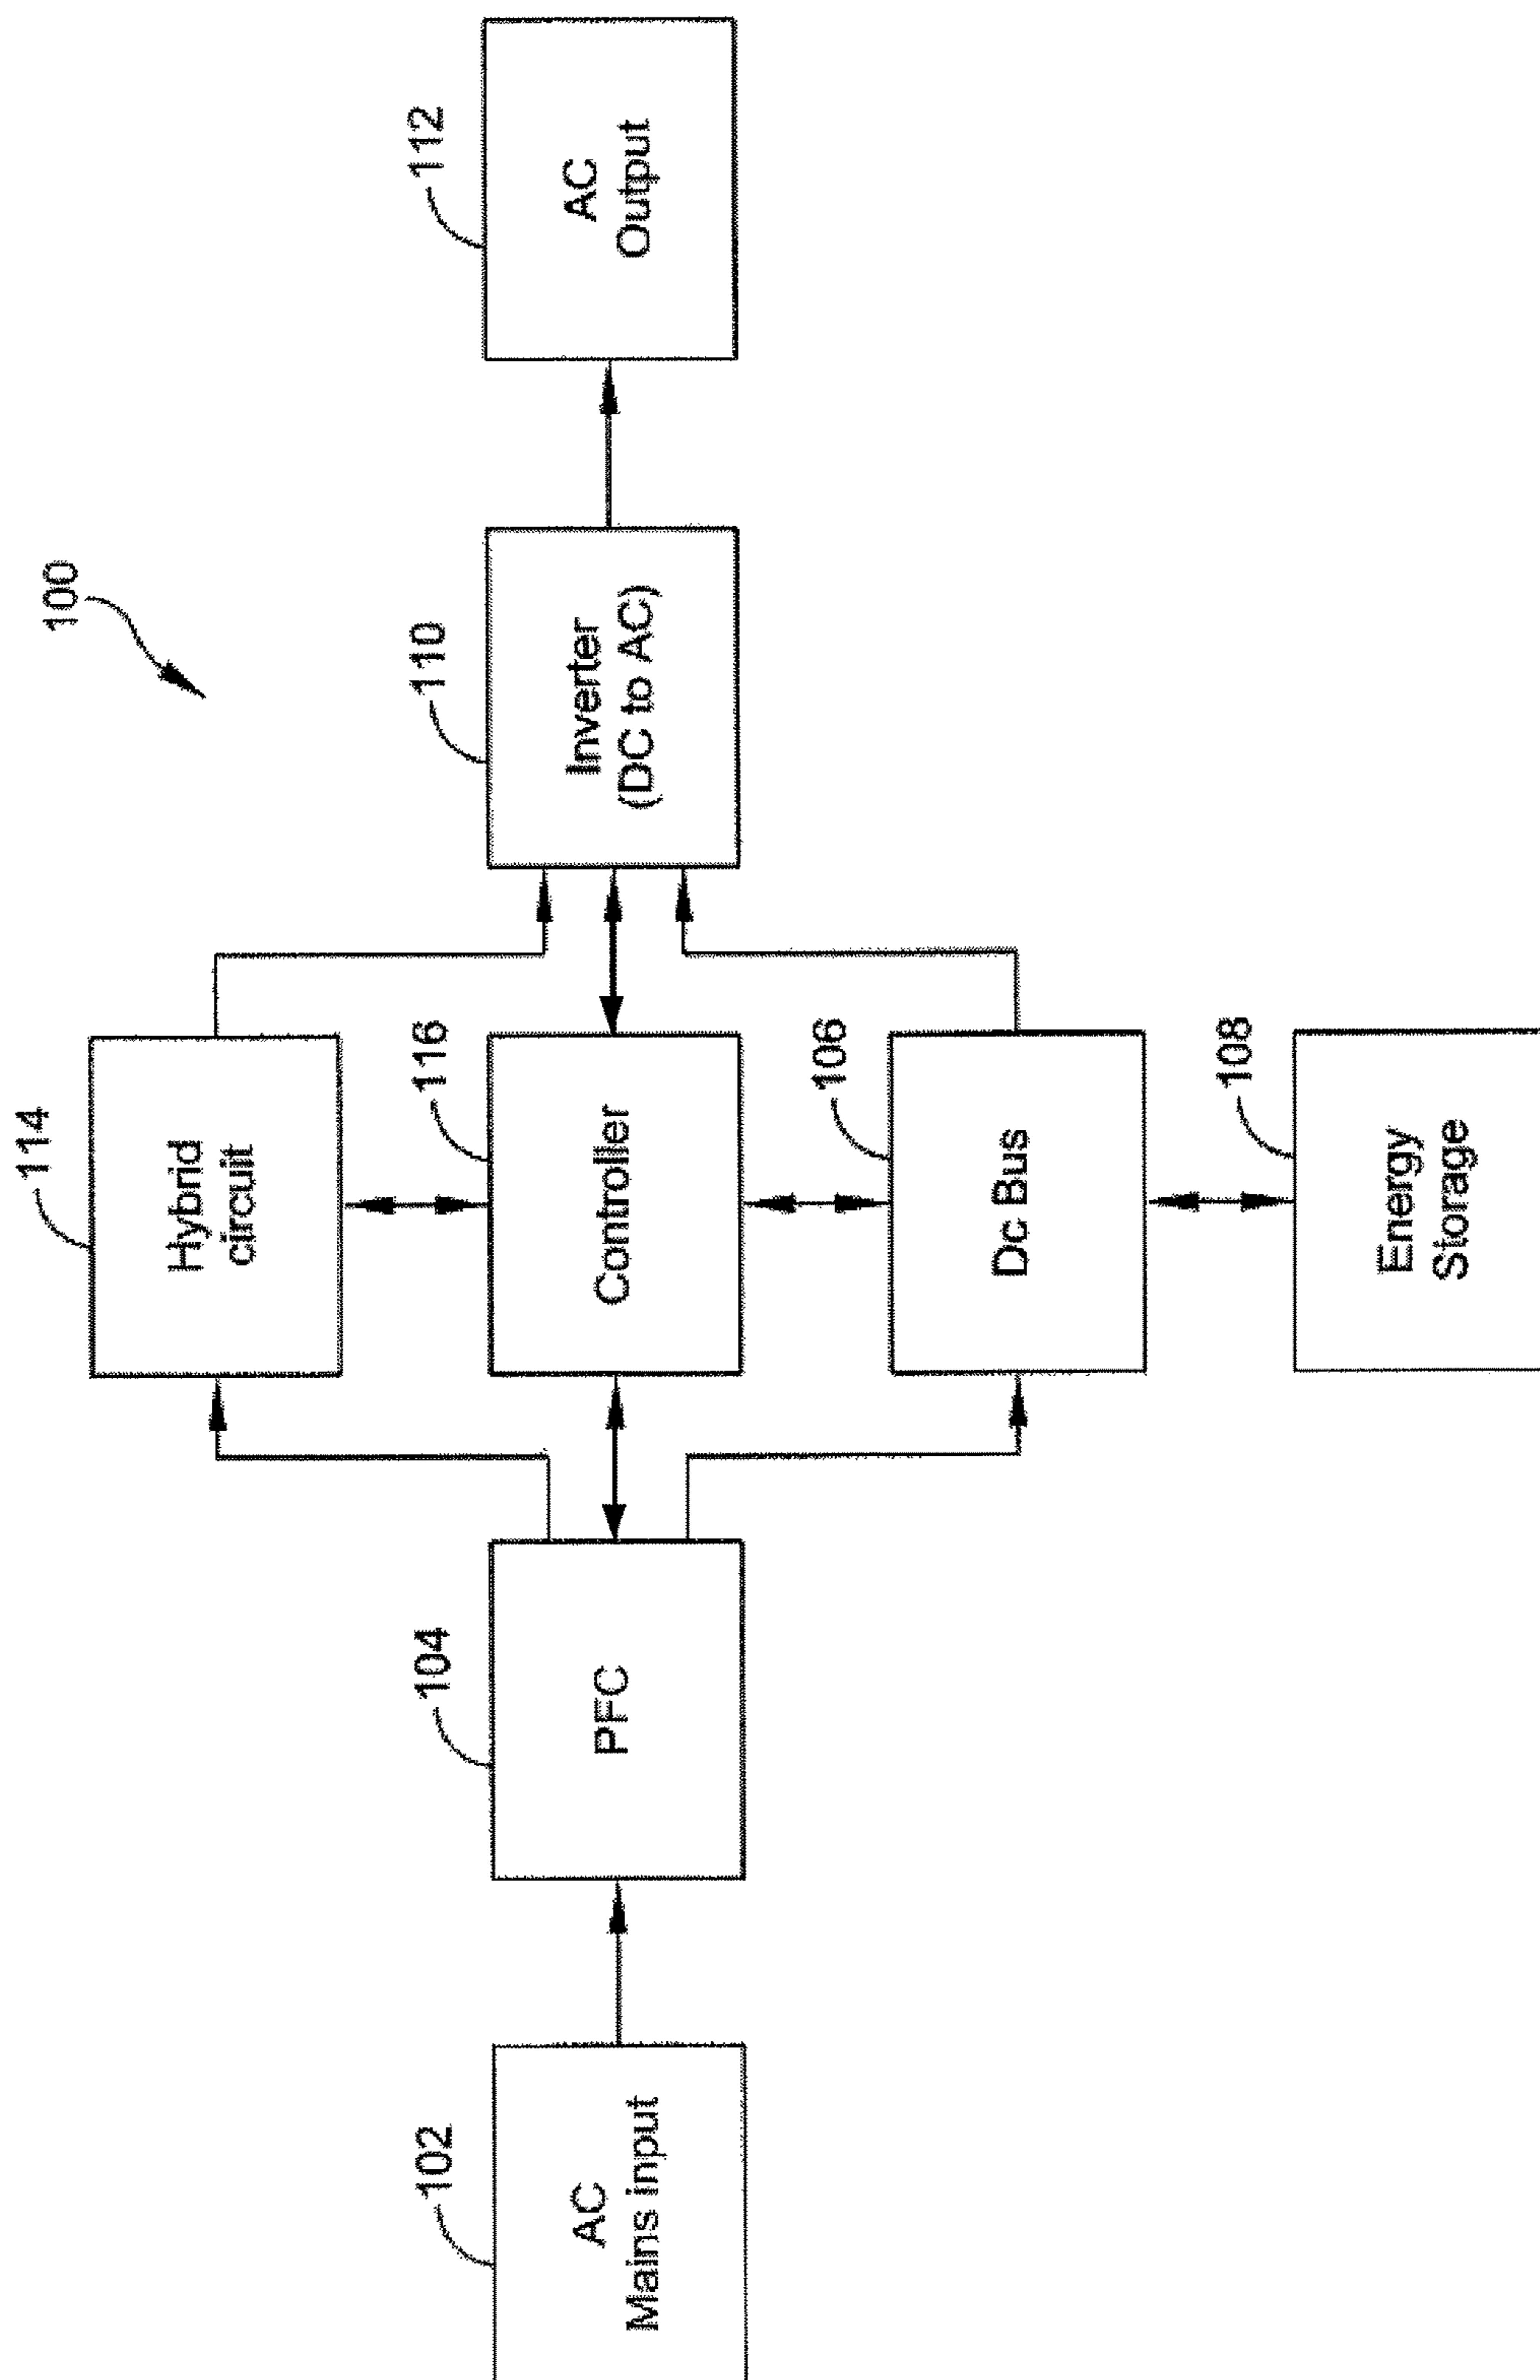 100
114
Hybrid
circuit
102
AC
Mains input
104
PFC
116
Controller
110
Inverter
(DC to AC)
112
AC
Output
106
Dc Bus
108
Energy
Storage